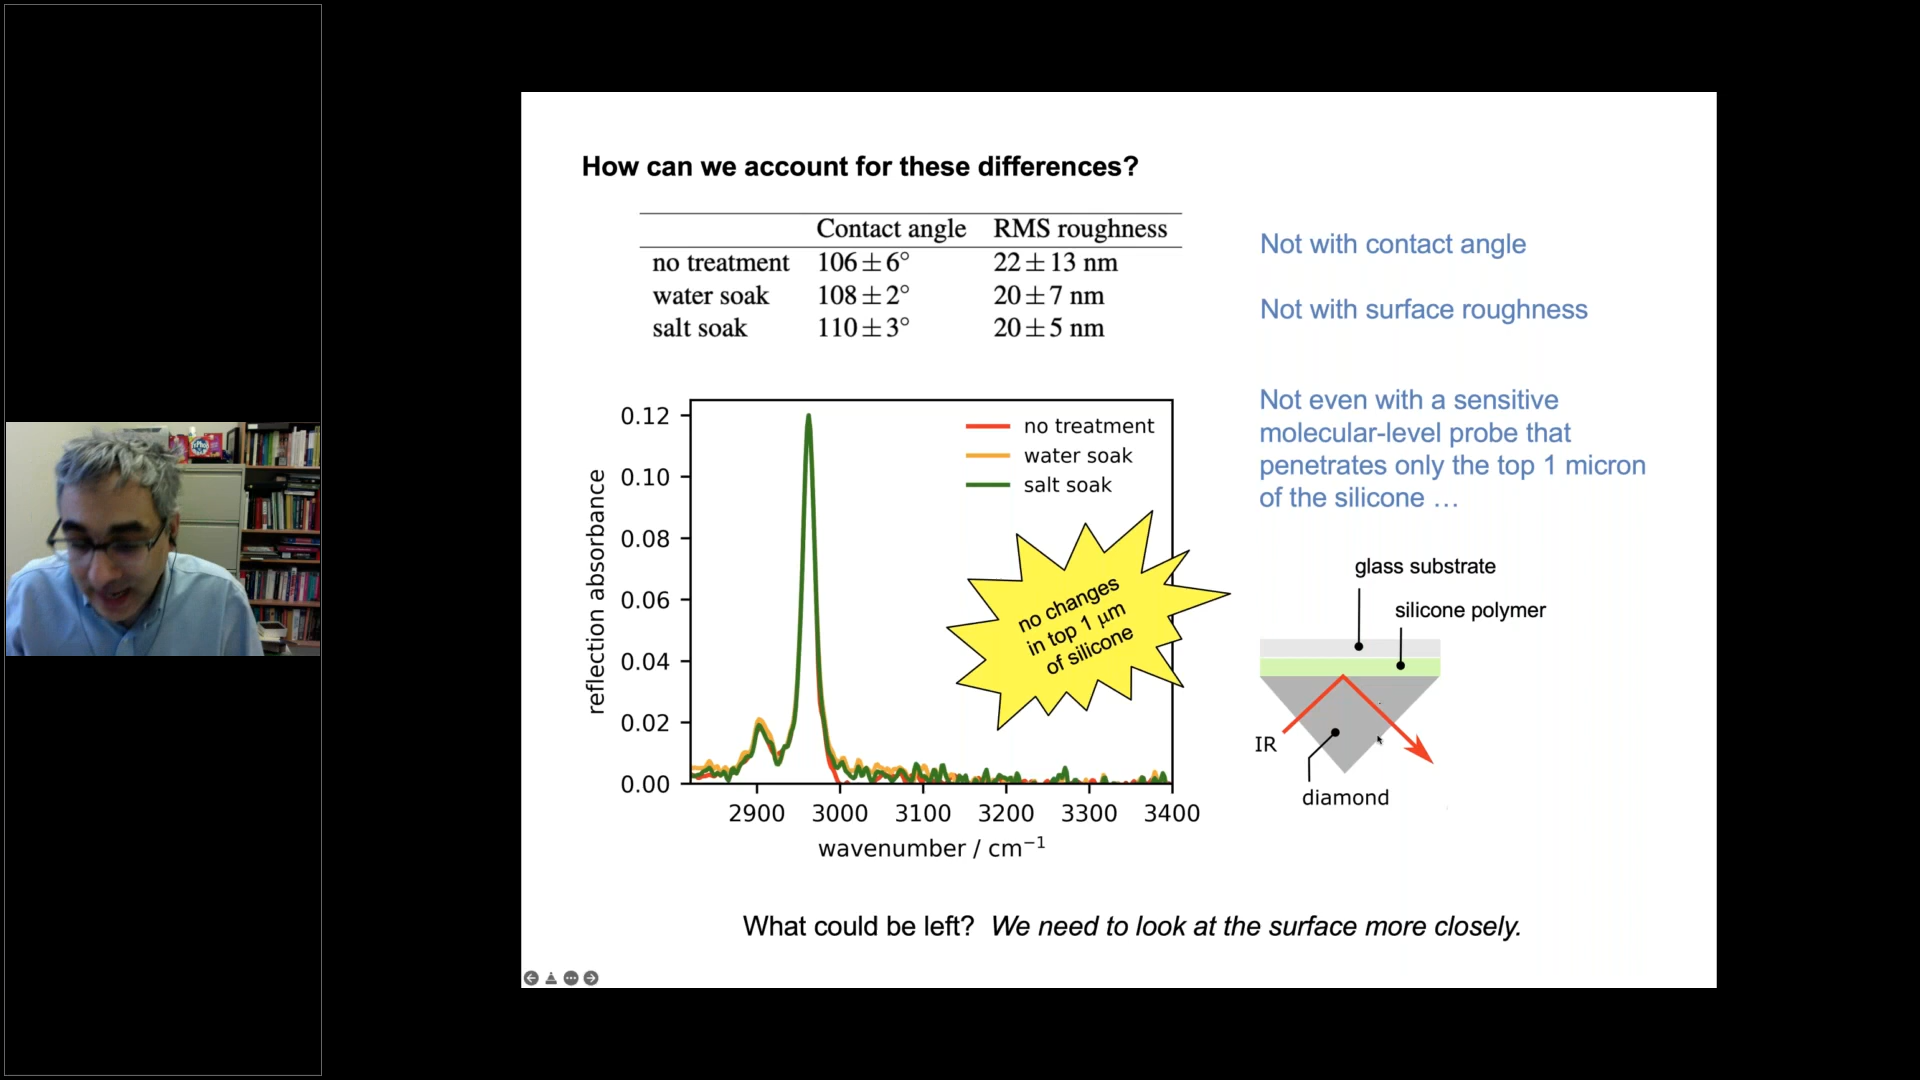 How can we account for these differences?
Contact angle RMS roughness
no treatment 106 ± 6° 22 ± 13 nm
water soak 108 ± 2° 20 ± 7 nm
salt soak 110 ± 3° 20 ± 5 nm
Not with contact angle
Not with surface roughness
Not even with a sensitive
molecular-level probe that
penetrates only the top 1 micron
of the silicone …
reflection absorbance
0.12
0.10
0.08
0.06
0.04
0.02
0.00
2900 3000 3100 3200 3300 3400
wavenumber / cm⁻¹
no treatment
water soak
salt soak
no changes
in top 1 μm
of silicone
glass substrate
silicone polymer
IR
diamond
What could be left? We need to look at the surface more closely.